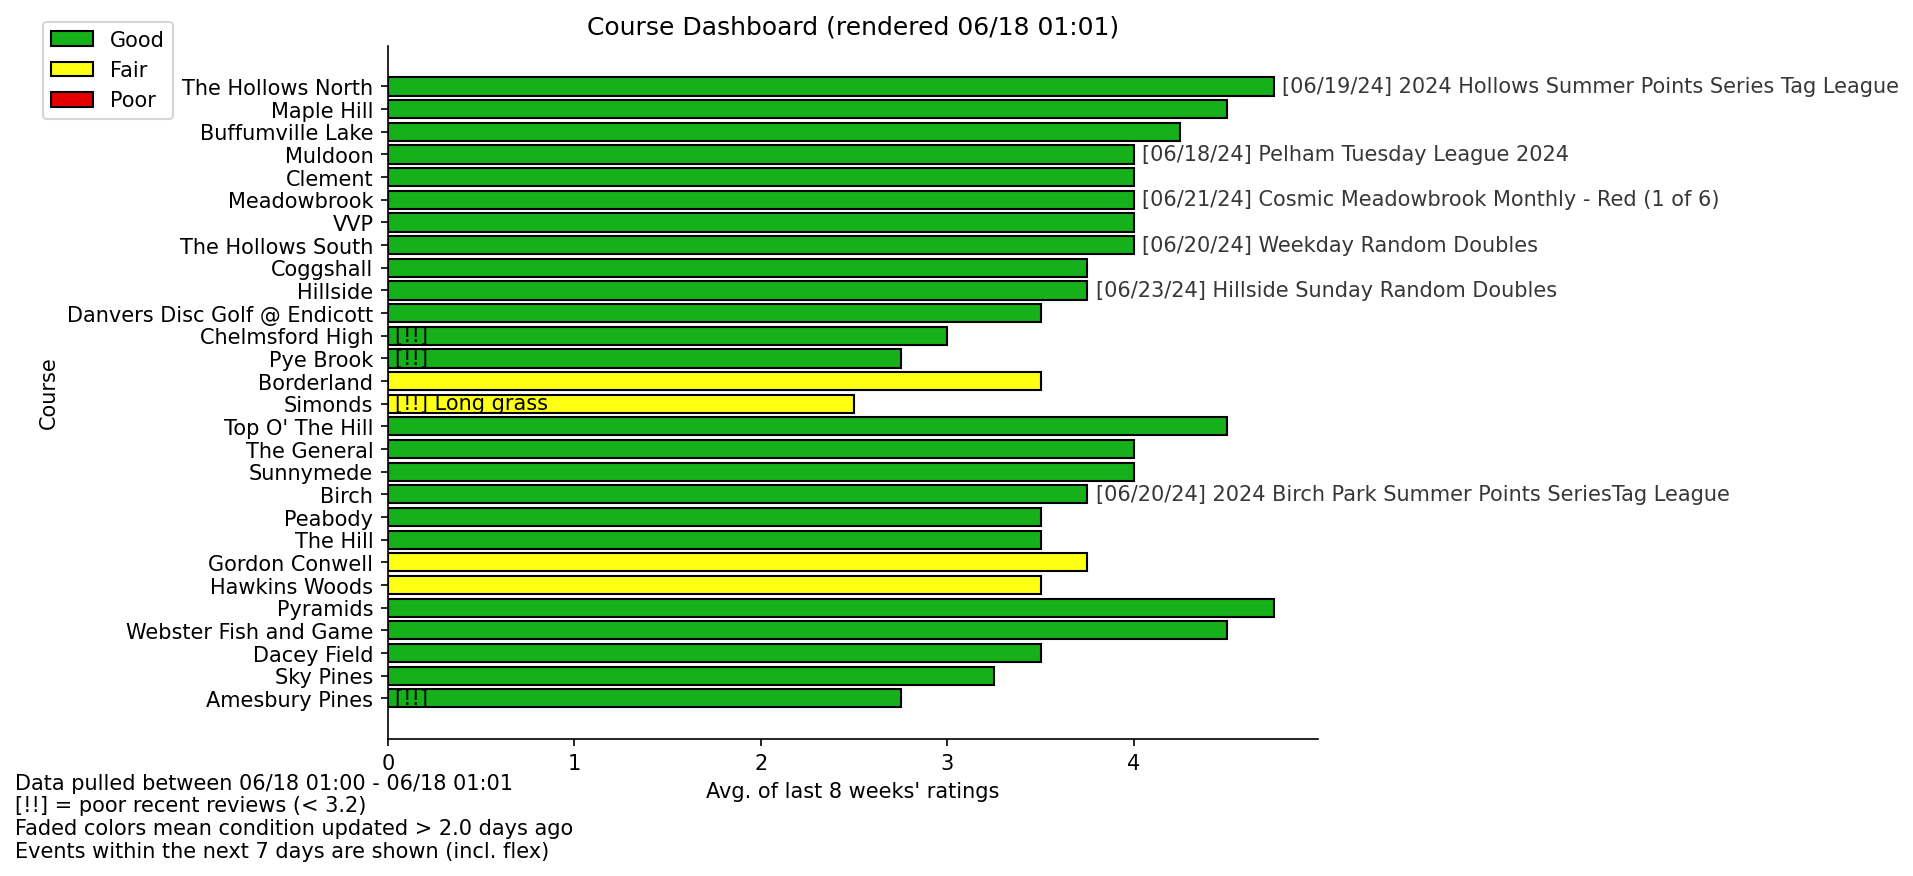 Course Dashboard (rendered 06/18 01:01)
Good
Fair
Poor
The Hollows North [06/19/24] 2024 Hollows Summer Points Series Tag League
Maple Hill
Buffumville Lake
Muldoon [06/18/24] Pelham Tuesday League 2024
Clement
Meadowbrook [06/21/24] Cosmic Meadowbrook Monthly - Red (1 of 6)
VVP
The Hollows South [06/20/24] Weekday Random Doubles
Coggshall
Hillside [06/23/24] Hillside Sunday Random Doubles
Danvers Disc Golf @ Endicott
Chelmsford High [!!]
Pye Brook [!!]
Borderland
Simonds [!!] Long grass
Top O' The Hill
The General
Sunnymede
Birch [06/20/24] 2024 Birch Park Summer Points SeriesTag League
Peabody
The Hill
Gordon Conwell
Hawkins Woods
Pyramids
Webster Fish and Game
Dacey Field
Sky Pines
Amesbury Pines [!!]
Course
0 1 2 3 4
Avg. of last 8 weeks' ratings
Data pulled between 06/18 01:00 - 06/18 01:01
[!!] = poor recent reviews (< 3.2)
Faded colors mean condition updated > 2.0 days ago
Events within the next 7 days are shown (incl. flex)